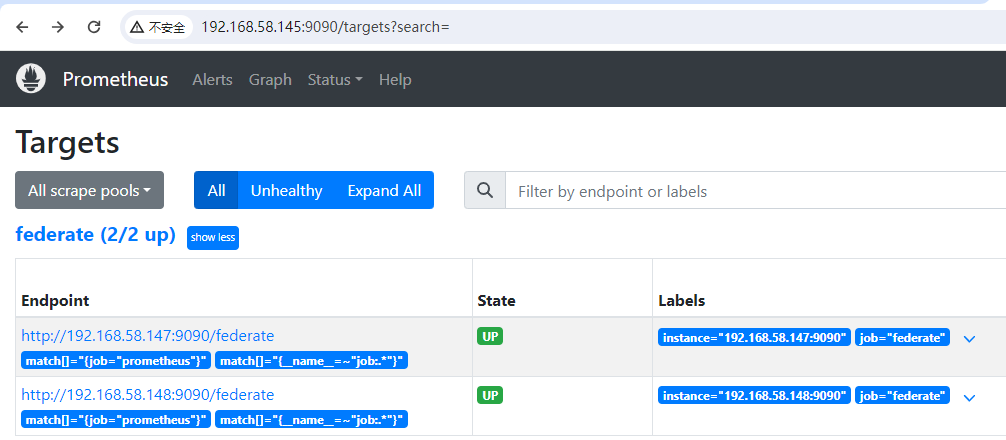 不安全 192.168.58.145:9090/targets?search=
Prometheus Alerts Graph Status Help
Targets
All scrape pools All Unhealthy Expand All Filter by endpoint or labels
federate (2/2 up) show less
Endpoint State Labels
http://192.168.58.147:9090/federate UP instance="192.168.58.147:9090" job="federate"
match[]="{job="prometheus"}" match[]="{__name__=~"job:.*"}"
http://192.168.58.148:9090/federate UP instance="192.168.58.148:9090" job="federate"
match[]="{job="prometheus"}" match[]="{__name__=~"job:.*"}"